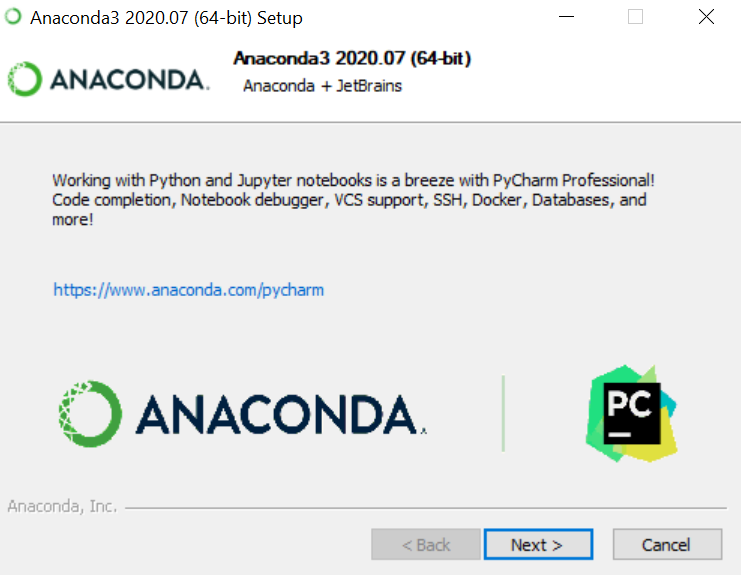 Anaconda3 2020.07 (64-bit) Setup
Anaconda3 2020.07 (64-bit)
ANACONDA.
Anaconda + JetBrains
Working with Python and Jupyter notebooks is a breeze with PyCharm Professional!
Code completion, Notebook debugger, VCS support, SSH, Docker, Databases, and
more!
https://www.anaconda.com/pycharm
ANACONDA.
PC
Anaconda, Inc.
< Back
Next >
Cancel